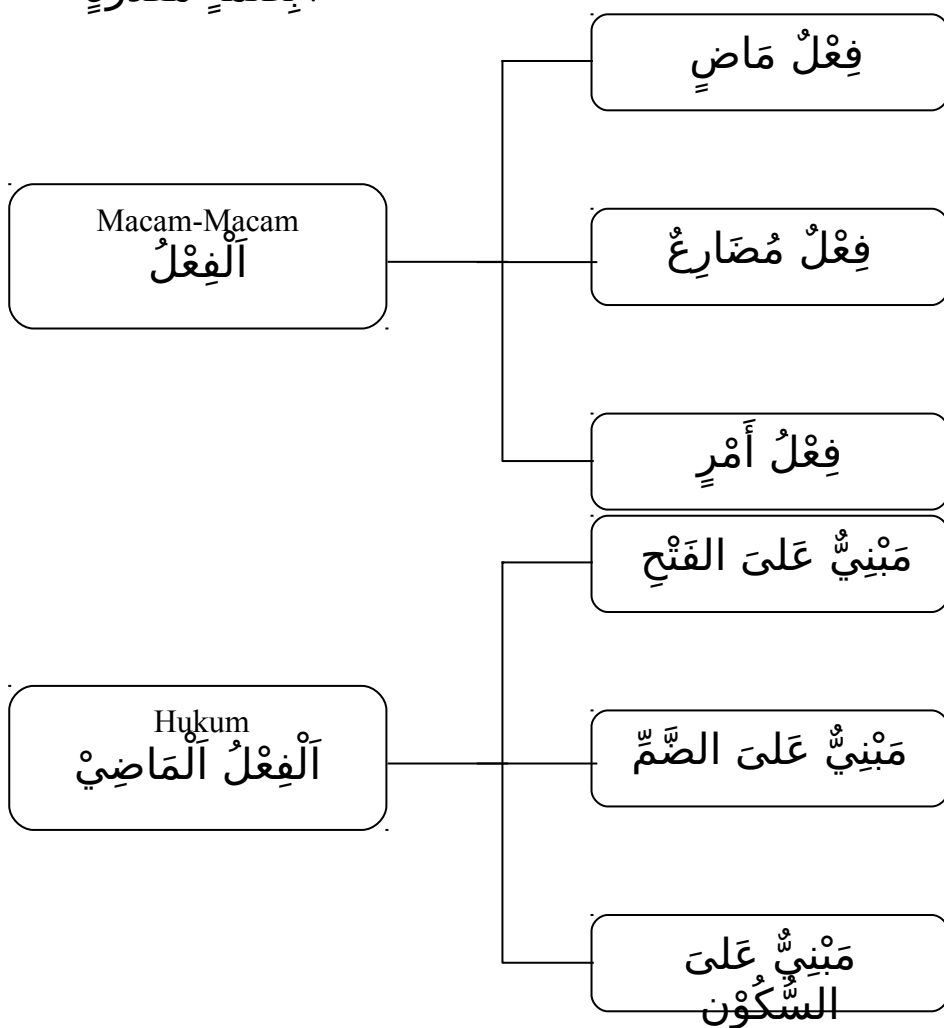 فِعْلٌ مَاضٍ
Macam-Macam
اَلْفِعْلُ
فِعْلٌ مُضَارِعٌ
فِعْلُ أَمْرٍ
مَبْنِيٌّ عَلىَ الفَتْحِ
Hukum
اَلْفِعْلُ اَلْمَاضِيْ
مَبْنِيٌّ عَلىَ الضَّمِّ
مَبْنِيٌّ عَلىَ
السُّكُوْن